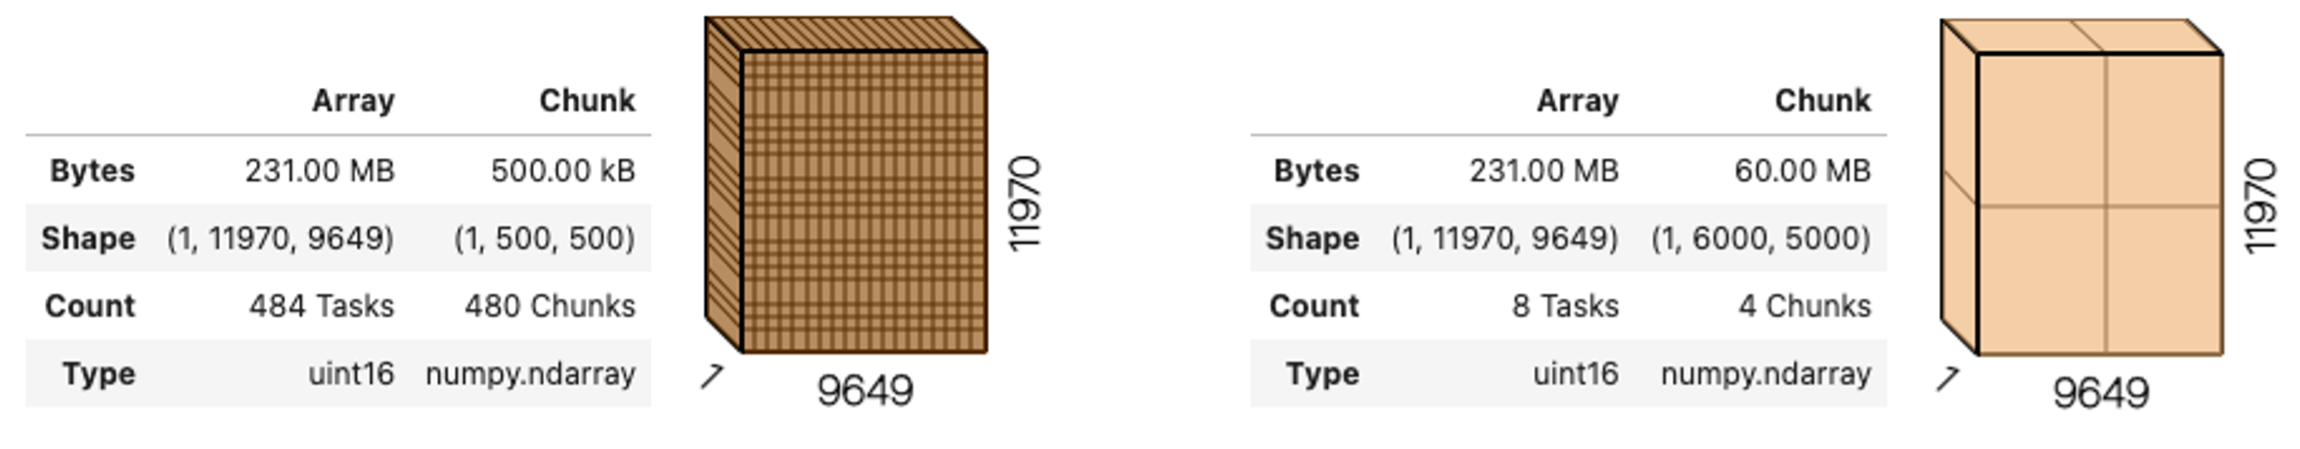 Array Chunk
Bytes 231.00 MB 500.00 kB
Shape (1, 11970, 9649) (1, 500, 500)
Count 484 Tasks 480 Chunks
Type uint16 numpy.ndarray
11970
1
9649
Array Chunk
Bytes 231.00 MB 60.00 MB
Shape (1, 11970, 9649) (1, 6000, 5000)
Count 8 Tasks 4 Chunks
Type uint16 numpy.ndarray
11970
1
9649